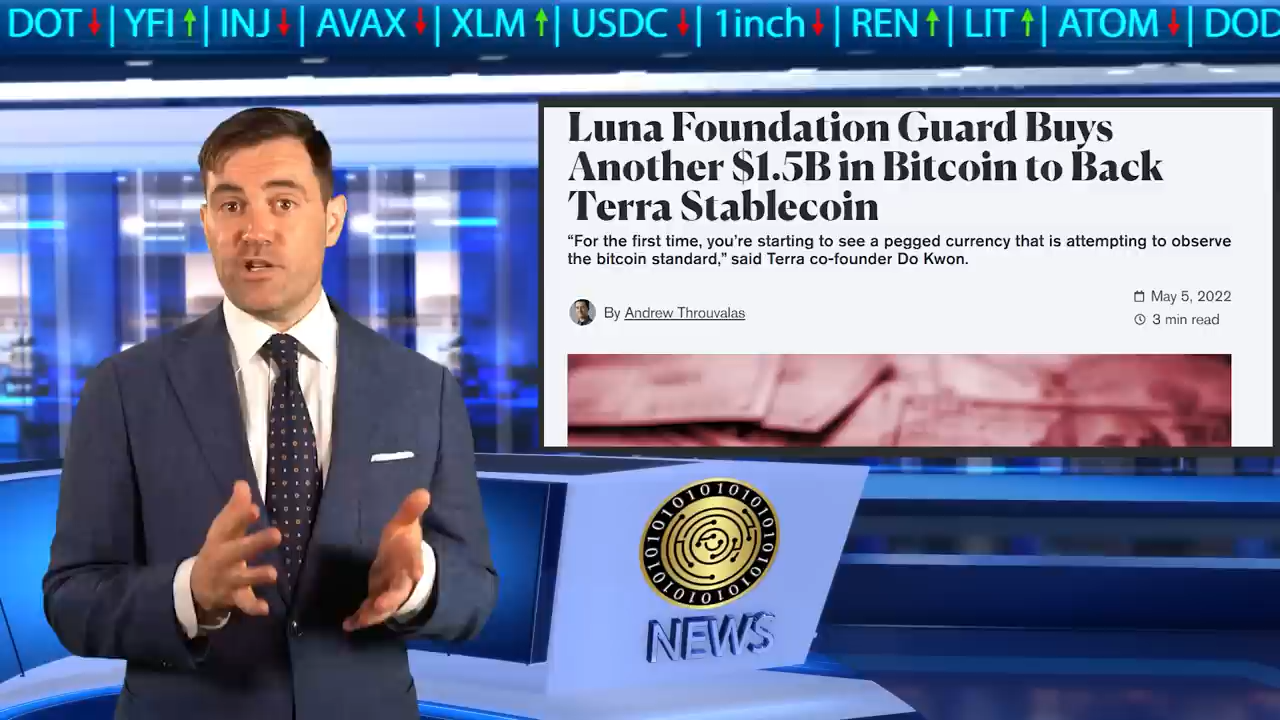 DOT ↓ | YFI ↑ | INJ ↓ | AVAX ↓ | XLM ↑ | USDC ↓ | 1inch ↓ | REN ↑ | LIT ↑ | ATOM ↓ | DOD
Luna Foundation Guard Buys
Another $1.5B in Bitcoin to Back
Terra Stablecoin
“For the first time, you’re starting to see a pegged currency that is attempting to observe
the bitcoin standard,” said Terra co-founder Do Kwon.
By Andrew Throuvalas
May 5, 2022
3 min read
NEWS